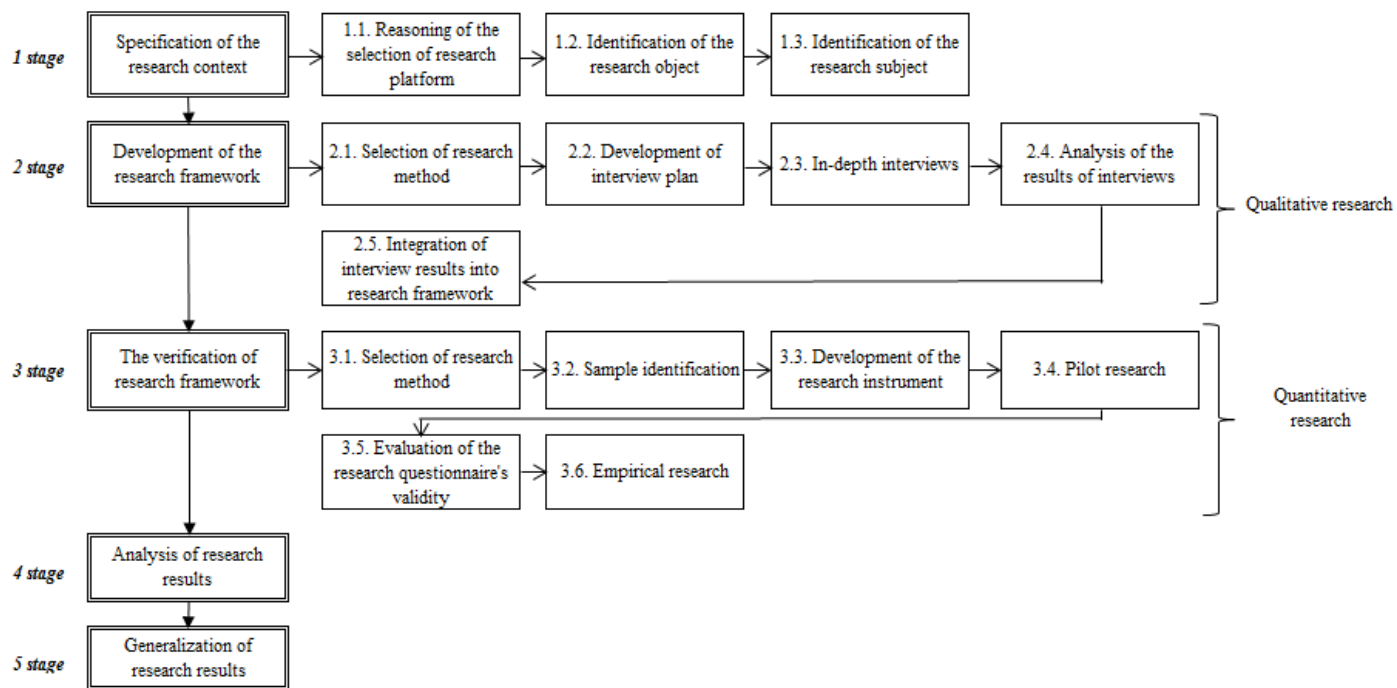 1 stage
Specification of the
research context
1.1. Reasoning of the
selection of research
platform
1.2. Identification of the
research object
1.3. Identification of the
research subject
2 stage
Development of the
research framework
2.1. Selection of research
method
2.2. Development of
interview plan
2.3. In-depth interviews
2.4. Analysis of the
results of interviews
Qualitative research
2.5. Integration of
interview results into
research framework
3 stage
The verification of
research framework
3.1. Selection of research
method
3.2. Sample identification
3.3. Development of the
research instrument
3.4. Pilot research
Quantitative
research
3.5. Evaluation of the
research questionnaire's
validity
3.6. Empirical research
4 stage
Analysis of research
results
5 stage
Generalization of
research results